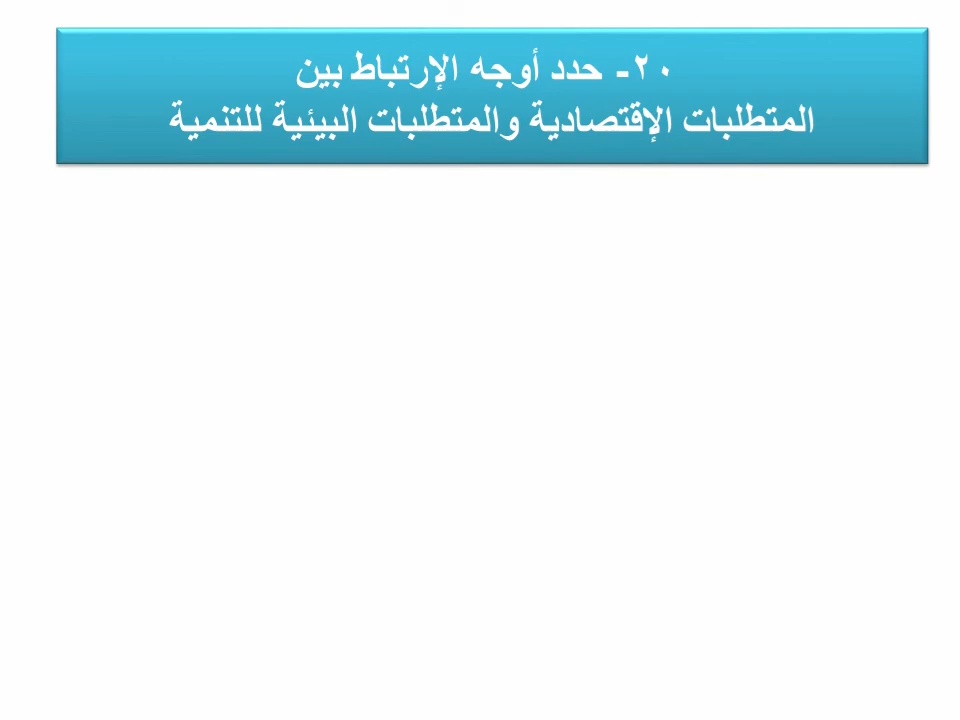 ٢٠- حدد أوجه الإرتباط بين
المتطلبات الإقتصادية والمتطلبات البيئية للتنمية